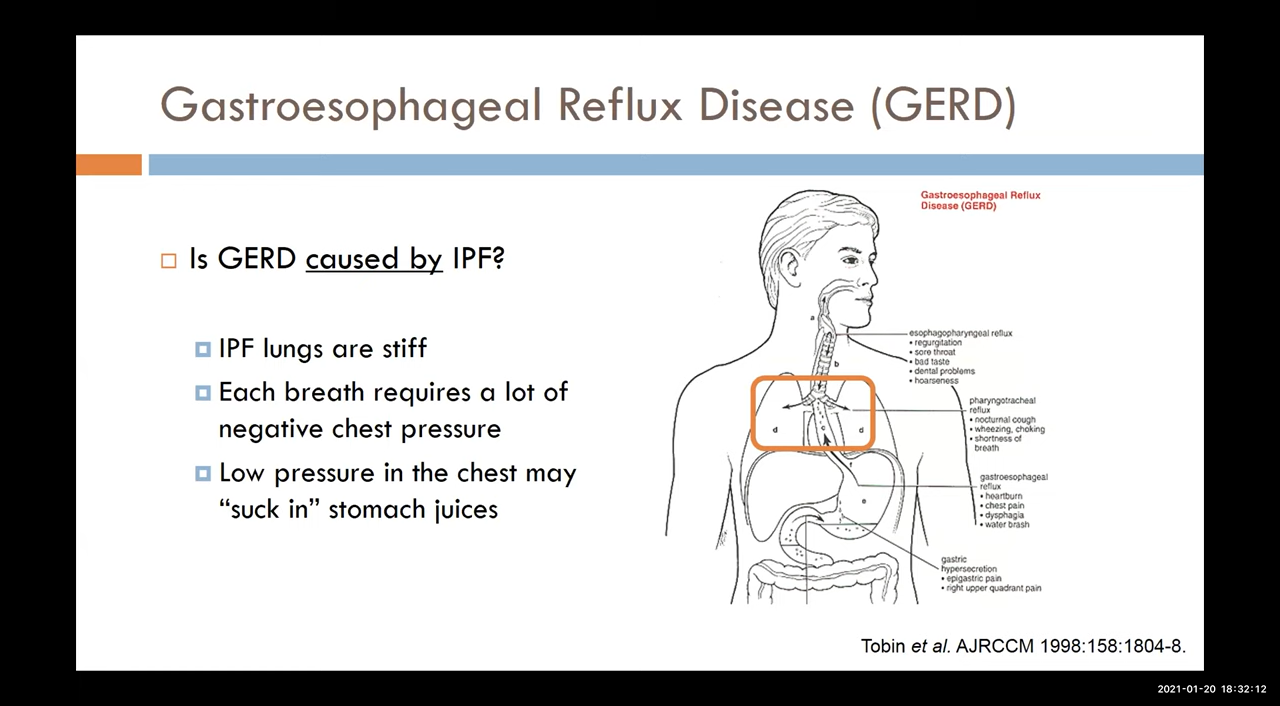 Gastroesophageal Reflux Disease (GERD)
Is GERD caused by IPF?
IPF lungs are stiff
Each breath requires a lot of
negative chest pressure
Low pressure in the chest may
“suck in” stomach juices
Gastroesophageal Reflux
Disease (GERD)
a
b
esophagopharyngeal reflux
• regurgitation
• sore throat
• bad taste
• dental problems
• hoarseness
d
c
d
pharyngotracheal
reflux
• nocturnal cough
• wheezing, choking
• shortness of
breath
f
e
gastroesophageal
reflux
• heartburn
• chest pain
• dysphagia
• water brash
gastric
hypersecretion
• epigastric pain
• right upper quadrant pain
Tobin et al. AJRCCM 1998:158:1804-8.
2021-01-20 18:32:12